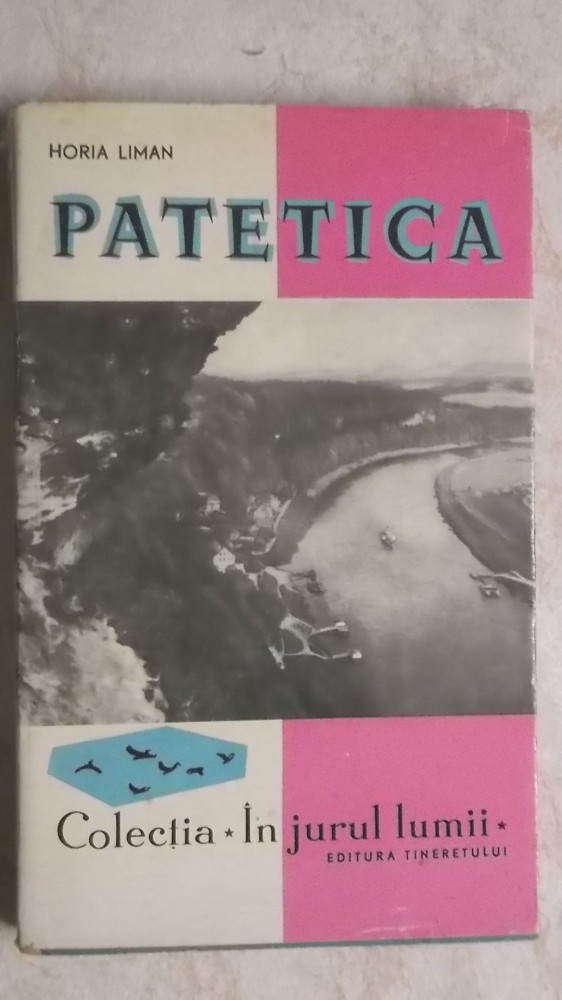 HORIA LIMAN
PATETICA
Colecția ★ În jurul lumii ★
EDITURA TINERETULUI